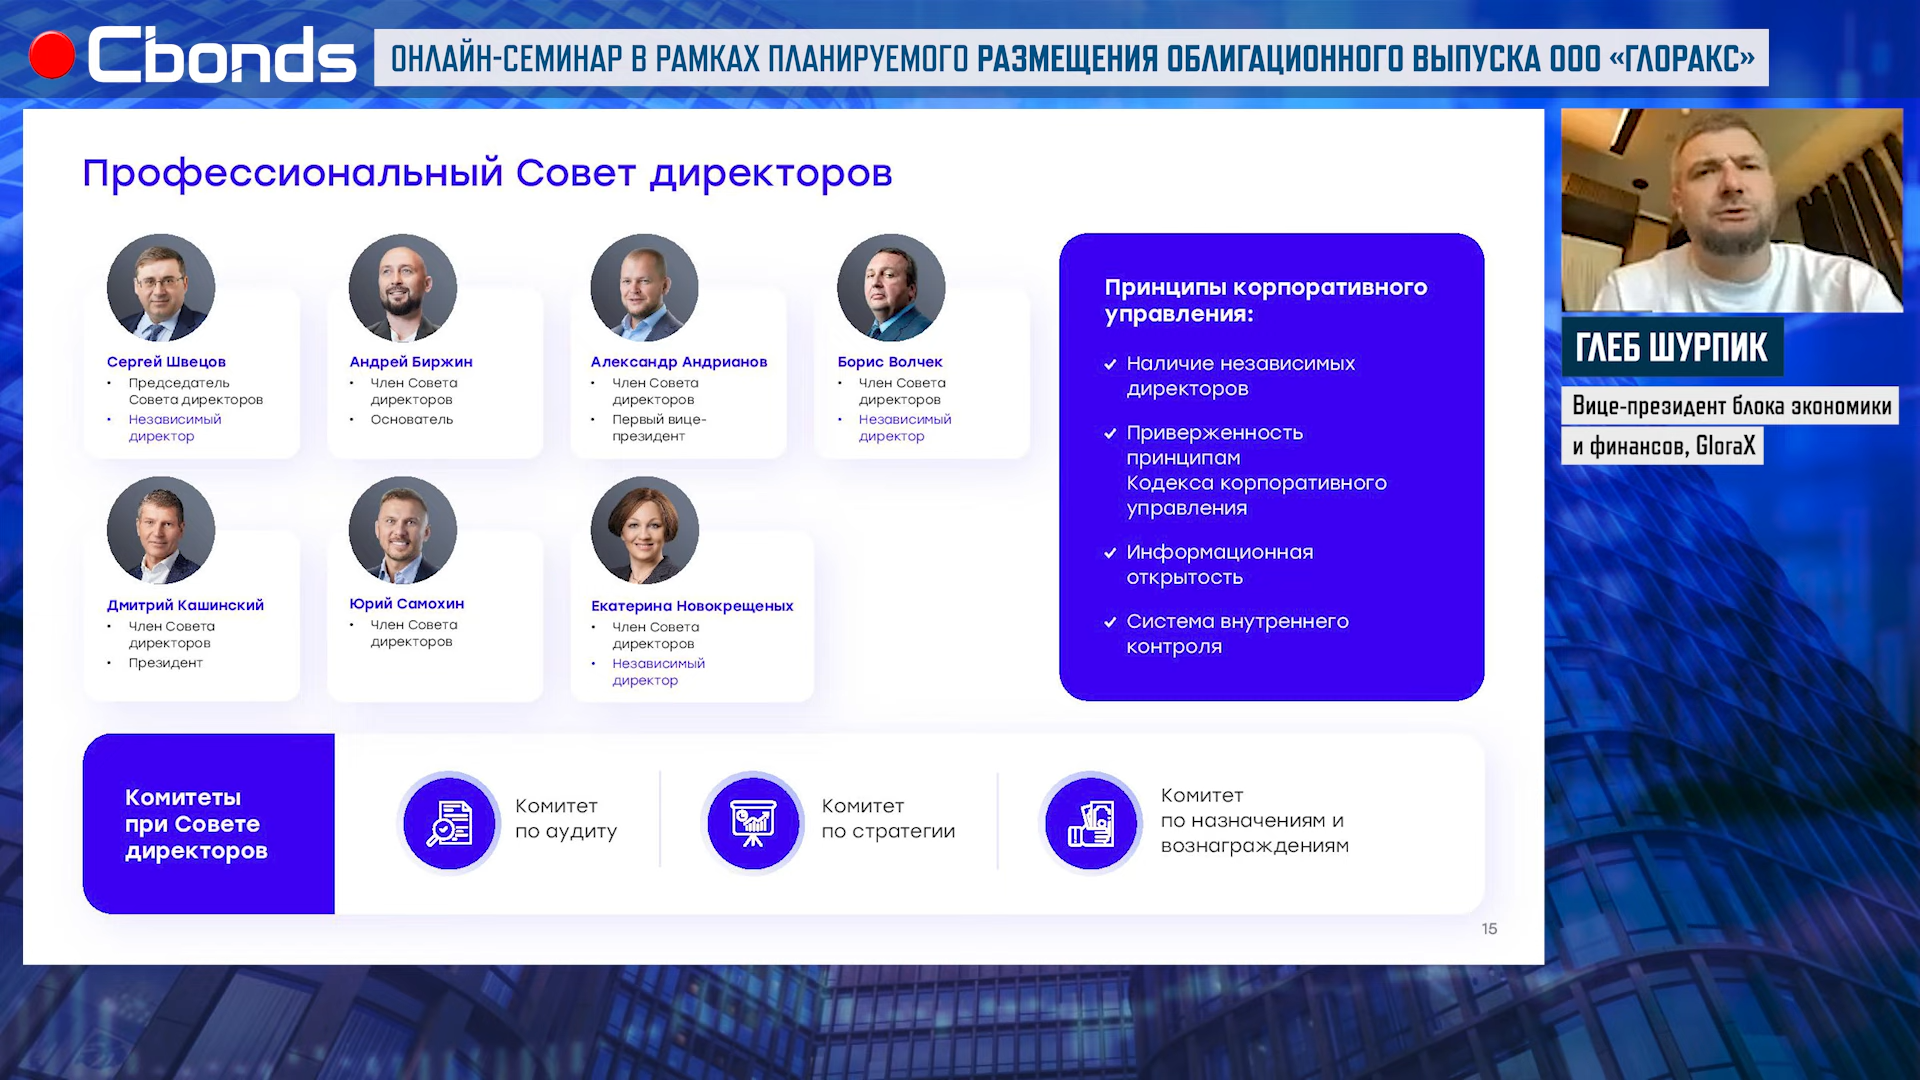 Cbonds
ОНЛАЙН-СЕМИНАР В РАМКАХ ПЛАНИРУЕМОГО РАЗМЕЩЕНИЯ ОБЛИГАЦИОННОГО ВЫПУСКА ООО «ГЛОРАКС»
Профессиональный Совет директоров
Сергей Швецов
• Председатель
Совета директоров
• Независимый
директор
Андрей Биржин
• Член Совета
директоров
• Основатель
Александр Андрианов
• Член Совета
директоров
• Первый вице-
президент
Борис Волчек
• Член Совета
директоров
• Независимый
директор
Дмитрий Кашинский
• Член Совета
директоров
• Президент
Юрий Самохин
• Член Совета
директоров
Екатерина Новокрещеных
• Член Совета
директоров
• Независимый
директор
Принципы корпоративного
управления:
✓ Наличие независимых
директоров
✓ Приверженность
принципам
Кодекса корпоративного
управления
✓ Информационная
открытость
✓ Система внутреннего
контроля
Комитеты
при Совете
директоров
Комитет
по аудиту
Комитет
по стратегии
Комитет
по назначениям и
вознаграждениям
15
ГЛЕБ ШУРПИК
Вице-президент блока экономики
и финансов, GloraX